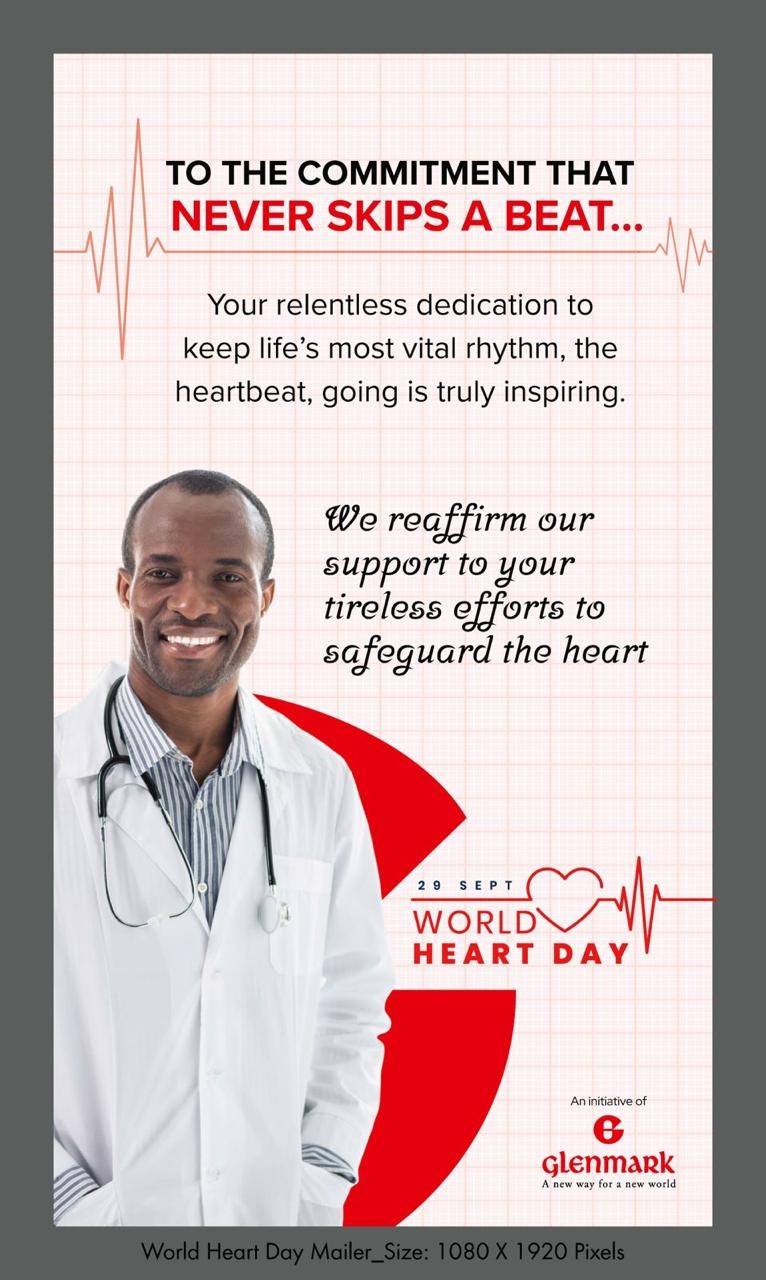 TO THE COMMITMENT THAT
NEVER SKIPS A BEAT...
Your relentless dedication to
keep life's most vital rhythm, the
heartbeat, going is truly inspiring.
We reaffirm our
support to your
tireless efforts to
safeguard the heart
29 SEPT
WORLD
HEART DAY
An initiative of
glenmark
A new way for a new world
World Heart Day Mailer_Size: 1080 X 1920 Pixels